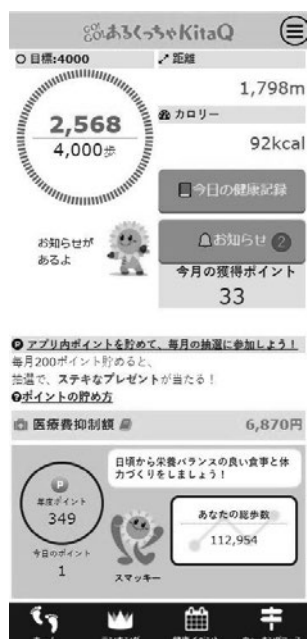 GO! GO! あるくっちゃKitaQ
目標:4000
距離
1,798m
2,568
4,000歩
カロリー
92kcal
今日の健康記録
お知らせが
あるよ
お知らせ 2
今月の獲得ポイント
33
アプリ内ポイントを貯めて、毎月の抽選に参加しよう！
毎月200ポイント貯めると、
抽選で、ステキなプレゼントが当たる！
ポイントの貯め方
医療費抑制額
6,870円
日頃から栄養バランスの良い食事と体
力づくりをしましょう！
P
年度ポイント
349
あなたの総歩数
112,954
今日のポイント
1
スマッキー